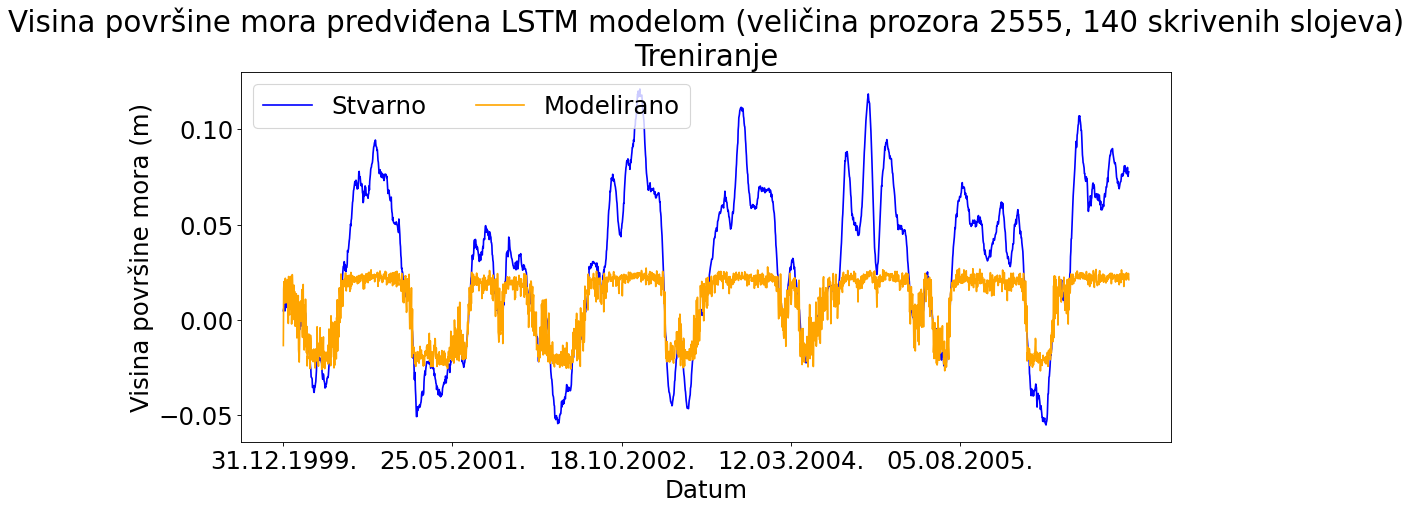 Visina površine mora predviđena LSTM modelom (veličina prozora 2555, 140 skrivenih slojeva)
Treniranje
Stvarno Modelirano
Visina površine mora (m)
0.10
0.05
0.00
−0.05
31.12.1999. 25.05.2001. 18.10.2002. 12.03.2004. 05.08.2005.
Datum